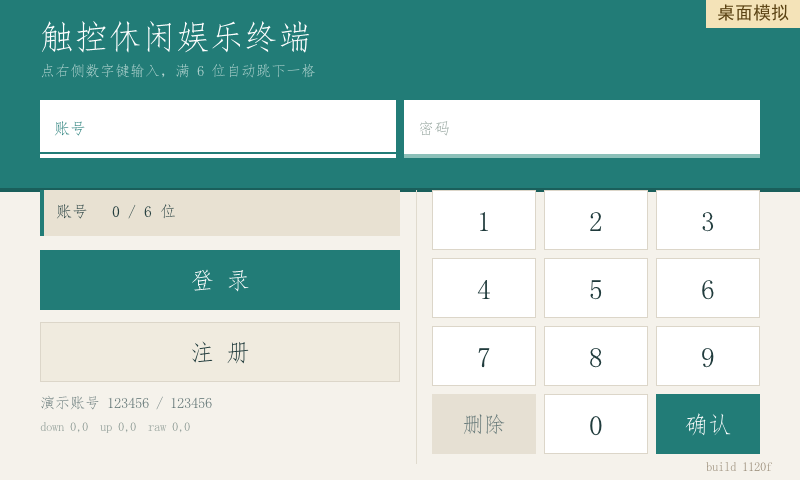 桌面模拟
触控休闲娱乐终端
点右侧数字键输入，满 6 位自动跳下一格
账号
密码
账号 0 / 6 位
登 录
注 册
演示账号 123456 / 123456
down 0,0 up 0,0 raw 0,0
1 2 3
4 5 6
7 8 9
删除 0 确认
build 1120f